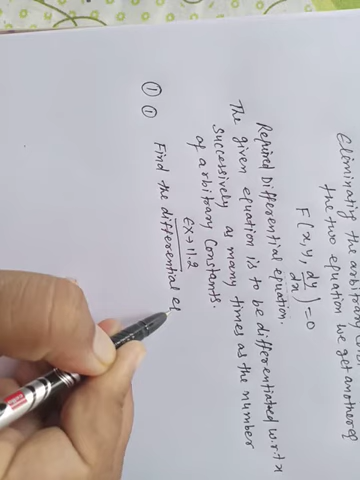 Eliminating the arbitrary
the two equation we get another eq
F(x, y, dy/dx) = 0
Required Differential equation.
The given equation is to be differentiated w.r.t x
successively as many times as the number
of arbitrary Constants.
EX → 11.2
① ① Find the differential eq